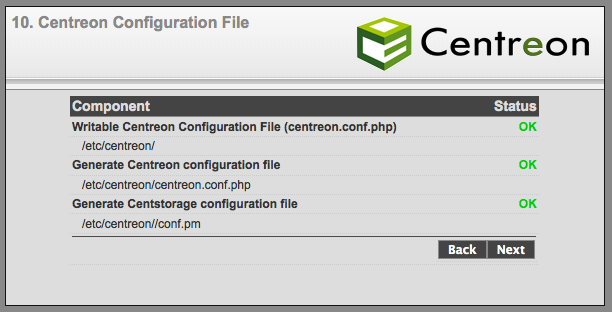 10. Centreon Configuration File
Centreon
Component Status
Writable Centreon Configuration File (centreon.conf.php) OK
/etc/centreon/
Generate Centreon configuration file OK
/etc/centreon/centreon.conf.php
Generate Centstorage configuration file OK
/etc/centreon//conf.pm
Back Next